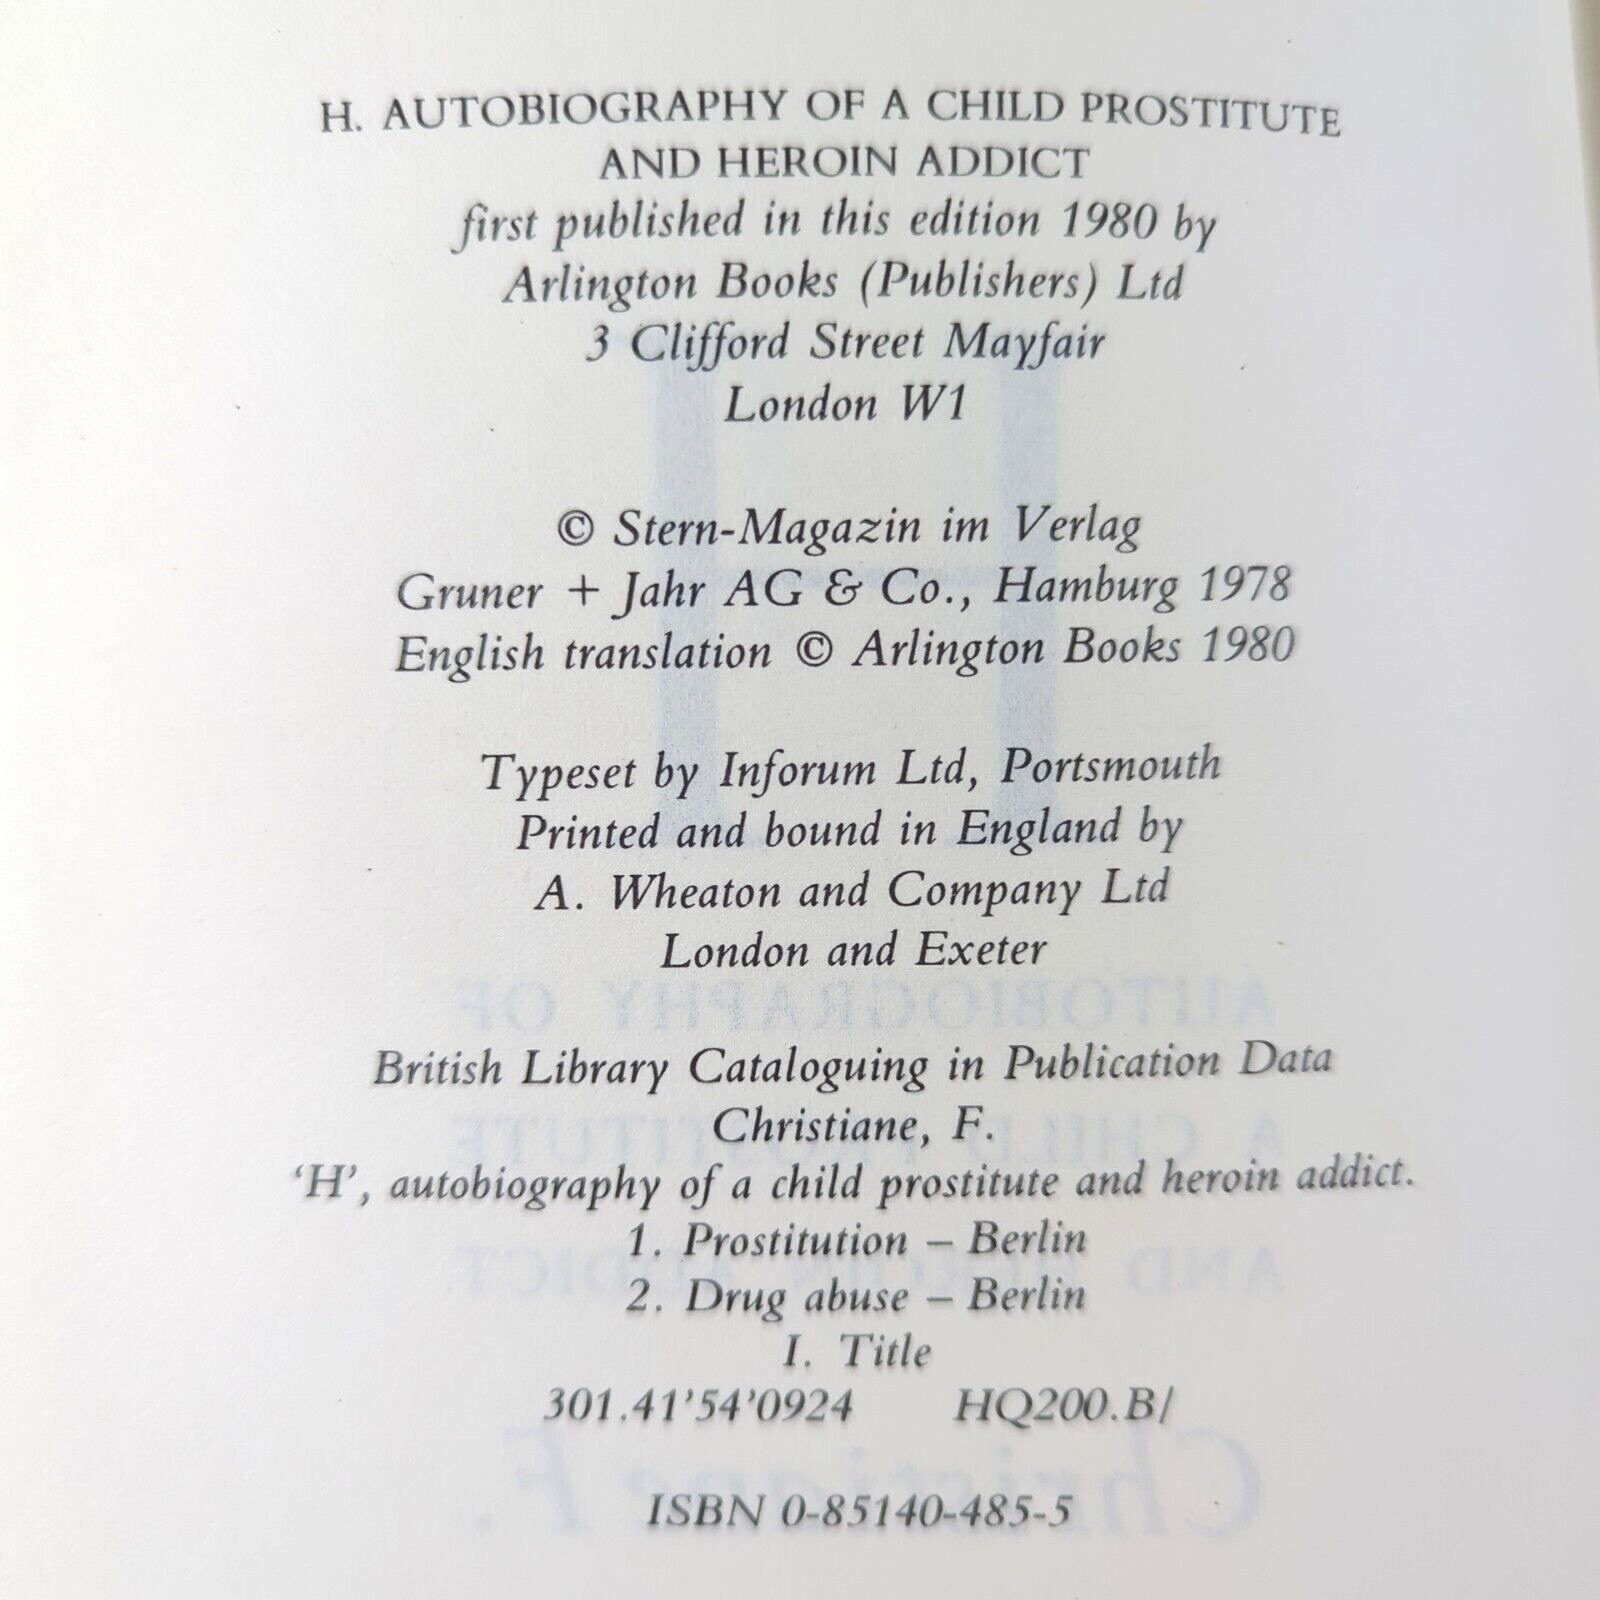 H. AUTOBIOGRAPHY OF A CHILD PROSTITUTE
AND HEROIN ADDICT
first published in this edition 1980 by
Arlington Books (Publishers) Ltd
3 Clifford Street Mayfair
London W1
© Stern-Magazin im Verlag
Gruner + Jahr AG & Co., Hamburg 1978
English translation © Arlington Books 1980
Typeset by Inforum Ltd, Portsmouth
Printed and bound in England by
A. Wheaton and Company Ltd
London and Exeter
British Library Cataloguing in Publication Data
Christiane, F.
‘H’, autobiography of a child prostitute and heroin addict.
1. Prostitution – Berlin
2. Drug abuse – Berlin
I. Title
301.41’54’0924 HQ200.B/
ISBN 0-85140-485-5